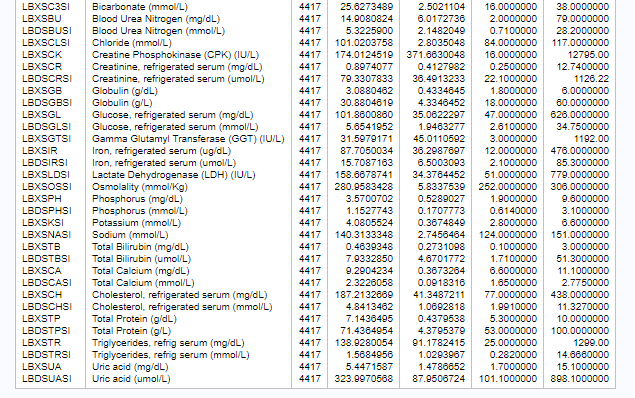 LBXSC3SI Bicarbonate (mmol/L) 4417 25.6273489 2.5021104 16.0000000 38.0000000
LBXSBU Blood Urea Nitrogen (mg/dL) 4417 14.9080824 6.0172736 2.0000000 79.0000000
LBDSBUSI Blood Urea Nitrogen (mmol/L) 4417 5.3225900 2.1482049 0.7100000 28.2000000
LBXSCLSI Chloride (mmol/L) 4417 101.0203758 2.8035048 84.0000000 117.0000000
LBXSCK Creatine Phosphokinase (CPK) (IU/L) 4417 174.0124519 371.6630048 16.0000000 12795.00
LBXSCR Creatinine, refrigerated serum (mg/dL) 4417 0.8974077 0.4127982 0.2500000 12.7400000
LBDSCRSI Creatinine, refrigerated serum (umol/L) 4417 79.3307833 36.4913233 22.1000000 1126.22
LBXSGB Globulin (g/dL) 4417 3.0880462 0.4334645 1.8000000 6.0000000
LBDSGBSI Globulin (g/L) 4417 30.8804619 4.3346452 18.0000000 60.0000000
LBXSGL Glucose, refrigerated serum (mg/dL) 4417 101.8600860 35.0622297 47.0000000 626.0000000
LBDSGLSI Glucose, refrigerated serum (mmol/L) 4417 5.6541952 1.9463277 2.6100000 34.7500000
LBXSGTSI Gamma Glutamyl Transferase (GGT) (IU/L) 4417 31.5979171 45.0110592 3.0000000 1192.00
LBXSIR Iron, refrigerated serum (ug/dL) 4417 87.7050034 36.2987697 12.0000000 476.0000000
LBDSIRSI Iron, refrigerated serum (umol/L) 4417 15.7087163 6.5003093 2.1000000 85.3000000
LBXSLDSI Lactate Dehydrogenase (LDH) (IU/L) 4417 158.6678741 34.3764452 51.0000000 779.0000000
LBXSOSSI Osmolality (mmol/Kg) 4417 280.9583428 5.8337539 252.0000000 306.0000000
LBXSPH Phosphorus (mg/dL) 4417 3.5700702 0.5289027 1.9000000 9.6000000
LBDSPHSI Phosphorus (mmol/L) 4417 1.1527743 0.1707773 0.6140000 3.1000000
LBXSKSI Potassium (mmol/L) 4417 4.0805524 0.3674849 2.8000000 6.6000000
LBXSNASI Sodium (mmol/L) 4417 140.3133348 2.7456464 124.0000000 151.0000000
LBXSTB Total Bilirubin (mg/dL) 4417 0.4639348 0.2731098 0.1000000 3.0000000
LBDSTBSI Total Bilirubin (umol/L) 4417 7.9332850 4.6701772 1.7100000 51.3000000
LBXSCA Total Calcium (mg/dL) 4417 9.2904234 0.3673264 6.6000000 11.1000000
LBDSCASI Total Calcium (mmol/L) 4417 2.3226058 0.0918316 1.6500000 2.7750000
LBXSCH Cholesterol, refrigerated serum (mg/dL) 4417 187.2132669 41.3487211 77.0000000 438.0000000
LBDSCHSI Cholesterol, refrigerated serum (mmol/L) 4417 4.8413462 1.0692818 1.9910000 11.3270000
LBXSTP Total Protein (g/dL) 4417 7.1436495 0.4379538 5.3000000 10.0000000
LBDSTPSI Total Protein (g/L) 4417 71.4364954 4.3795379 53.0000000 100.0000000
LBXSTR Triglycerides, refrig serum (mg/dL) 4417 138.9280054 91.1782415 25.0000000 1299.00
LBDSTRSI Triglycerides, refrig serum (mmol/L) 4417 1.5684956 1.0293967 0.2820000 14.6660000
LBXSUA Uric acid (mg/dL) 4417 5.4471587 1.4786652 1.7000000 15.1000000
LBDSUASI Uric acid (umol/L) 4417 323.9970568 87.9506724 101.1000000 898.1000000